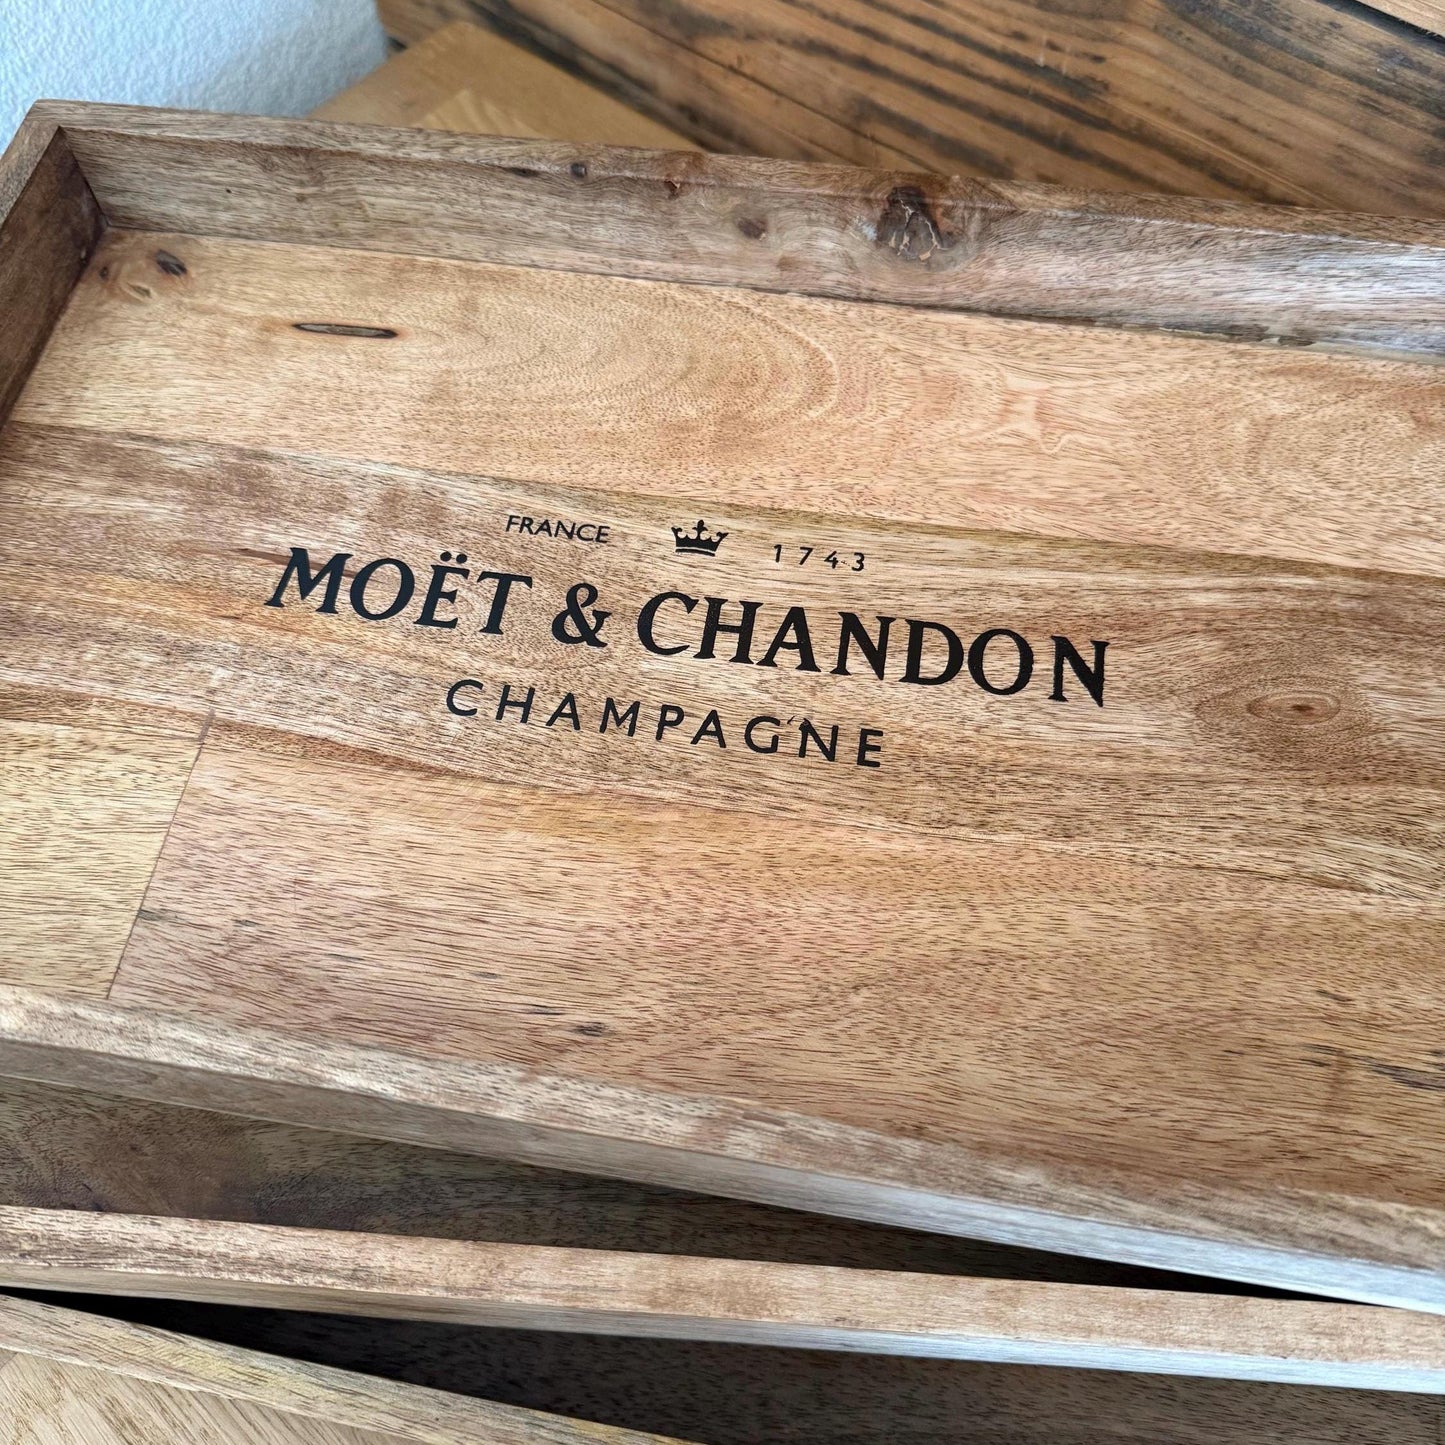 FRANCE 1743
MOËT & CHANDON
CHAMPAGNE